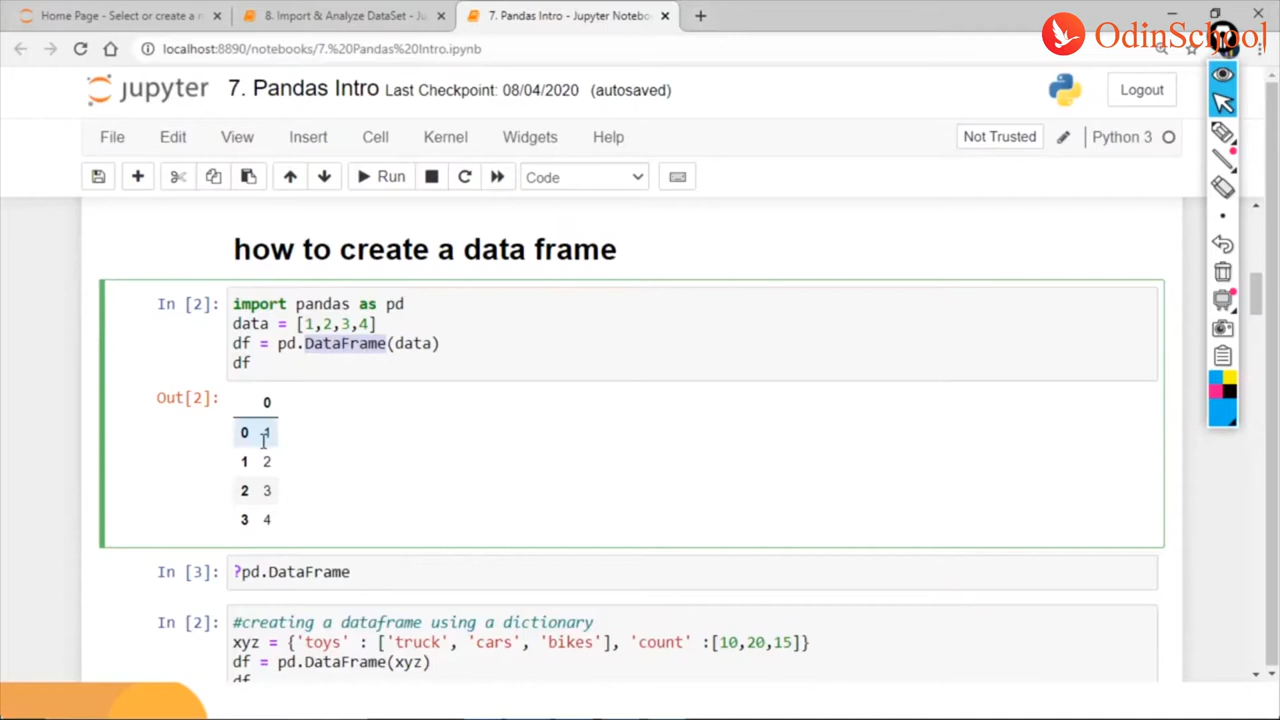 Home Page - Select or create a n
8. Import & Analyze DataSet - Ju
7. Pandas Intro - Jupyter Notebo
OdinSchool
localhost:8890/notebooks/7.%20Pandas%20Intro.ipynb
jupyter 7. Pandas Intro Last Checkpoint: 08/04/2020 (autosaved)
Logout
File Edit View Insert Cell Kernel Widgets Help
Not Trusted Python 3
Run Code
how to create a data frame
In [2]: import pandas as pd
data = [1,2,3,4]
df = pd.DataFrame(data)
df
Out[2]: 0
0 1
1 2
2 3
3 4
In [3]: ?pd.DataFrame
In [2]: #creating a dataframe using a dictionary
xyz = {'toys' : ['truck', 'cars', 'bikes'], 'count' :[10,20,15]}
df = pd.DataFrame(xyz)
df